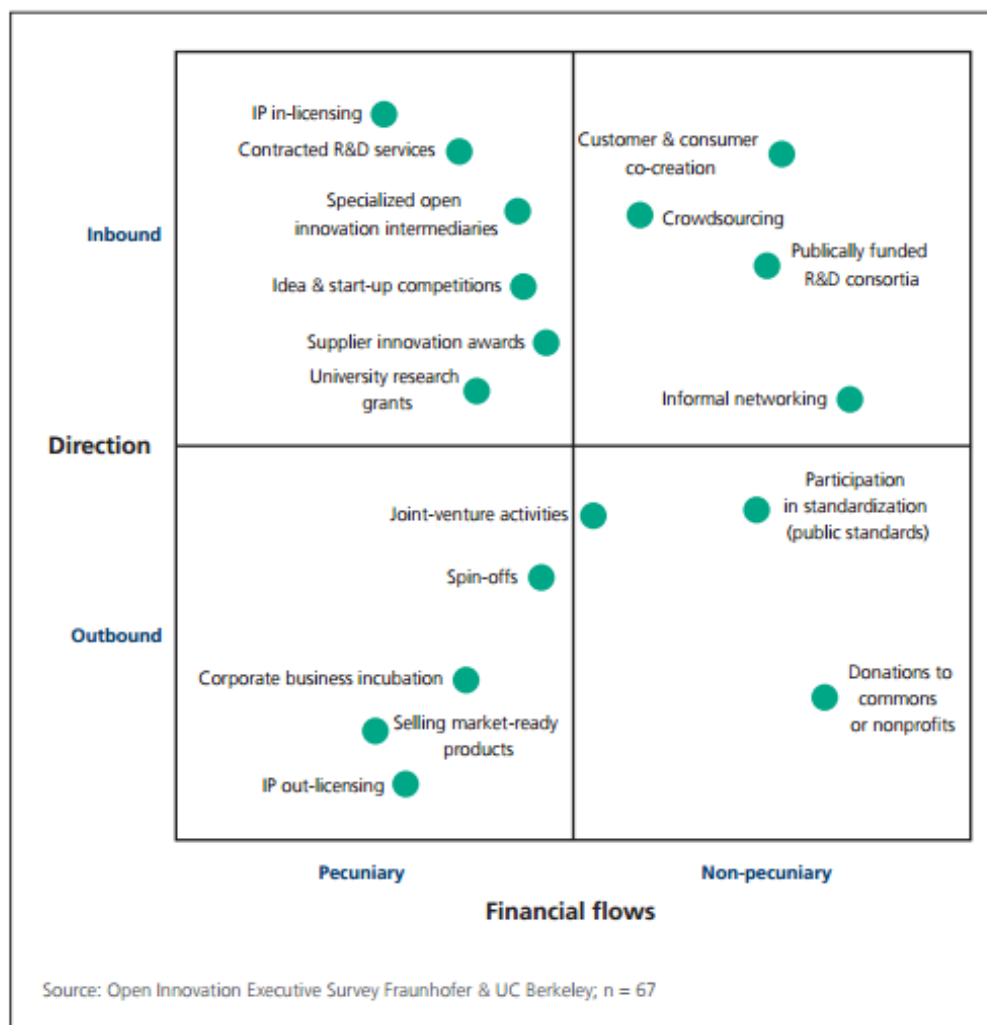 IP in-licensing
Contracted R&D services
Specialized open
innovation intermediaries
Idea & start-up competitions
Supplier innovation awards
University research
grants
Customer & consumer
co-creation
Crowdsourcing
Publically funded
R&D consortia
Informal networking
Inbound
Direction
Outbound
Joint-venture activities
Spin-offs
Corporate business incubation
Selling market-ready
products
IP out-licensing
Participation
in standardization
(public standards)
Donations to
commons
or nonprofits
Pecuniary
Non-pecuniary
Financial flows
Source: Open Innovation Executive Survey Fraunhofer & UC Berkeley; n = 67